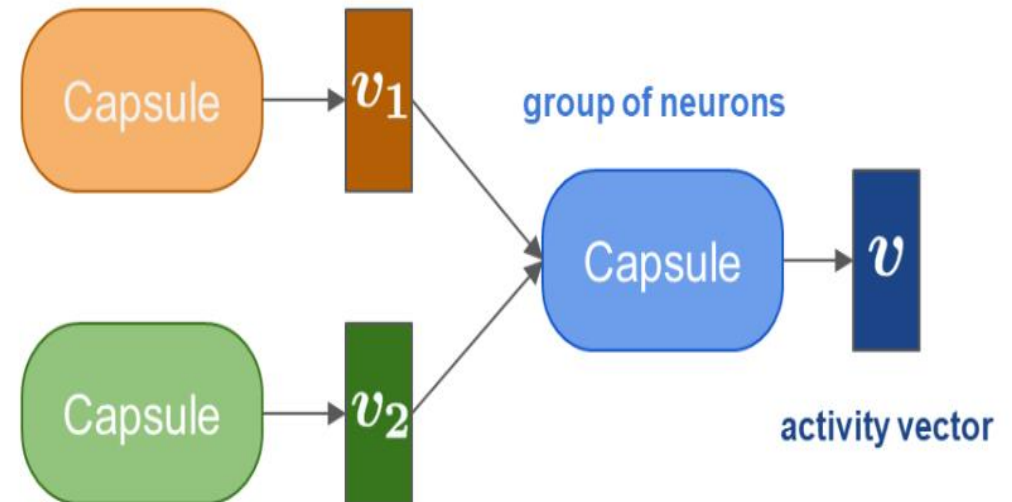 Capsule
v1
group of neurons
Capsule
v
Capsule
v2
activity vector